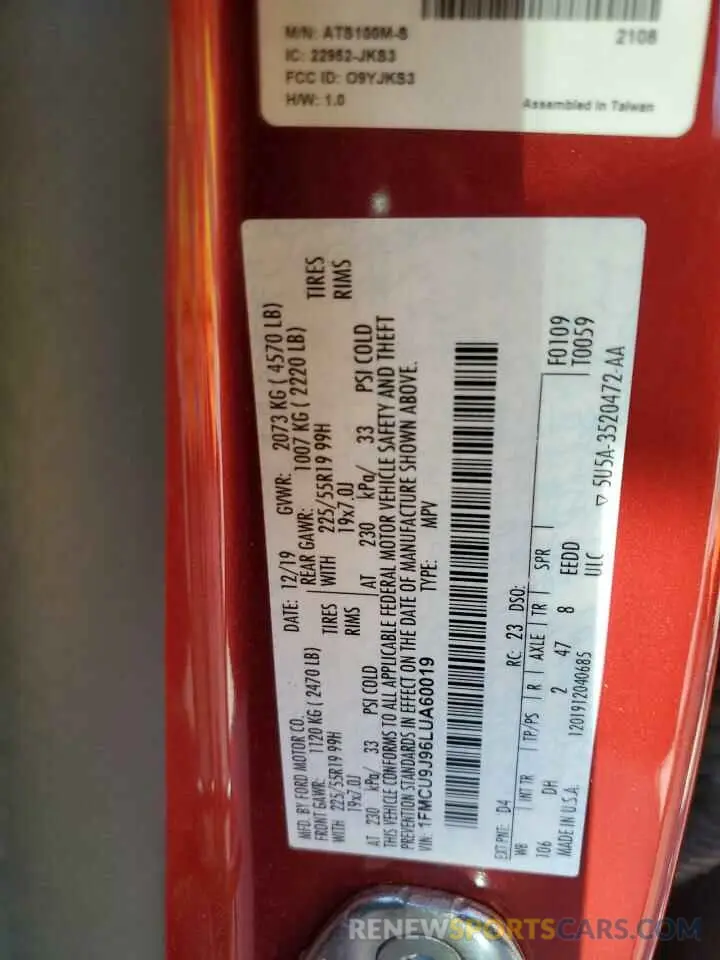 M/N: ATS100M-S
2108
IC: 22952-JKS3
FCC ID: O9YJKS3
H/W: 1.0
Assembled in Taiwan
MFD. BY FORD MOTOR CO.
DATE: 12/19 GVWR: 2073 KG ( 4570 LB)
FRONT GAWR: 1120 KG ( 2470 LB)
REAR GAWR: 1007 KG ( 2220 LB)
WITH 225/55R19 99H TIRES
WITH 225/55R19 99H TIRES
19x7.0J RIMS
19x7.0J RIMS
AT 230 kPa/ 33 PSI COLD
AT 230 kPa/ 33 PSI COLD
THIS VEHICLE CONFORMS TO ALL APPLICABLE FEDERAL MOTOR VEHICLE SAFETY AND THEFT
PREVENTION STANDARDS IN EFFECT ON THE DATE OF MANUFACTURE SHOWN ABOVE.
VIN: 1FMCU9J96LUA60019 TYPE: MPV
EXT PNT: D4 RC: 23 DSO:
F0109
T0059
WB INT TR TP/PS R AXLE TR SPR
106 DH 2 47 8 EEDD
MADE IN U.S.A. 1201912040685 ULC
▽ 5U5A-3520472-AA
RENEWSPORTSCARS.COM